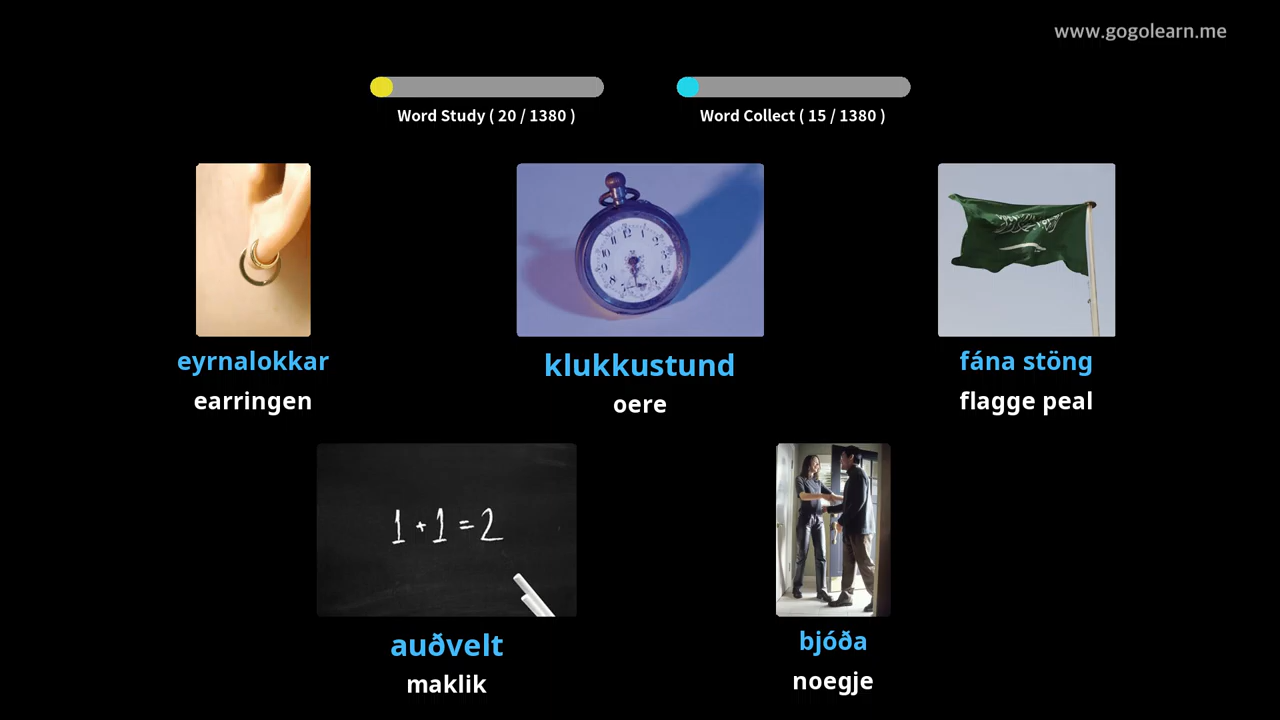 www.gogolearn.me
Word Study ( 20 / 1380 )
Word Collect ( 15 / 1380 )
eyrnalokkar
earringen
klukkustund
oere
fána stöng
flagge peal
1 + 1 = 2
auðvelt
maklik
bjóða
noegje